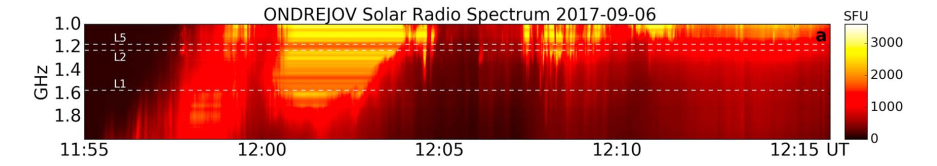 ONDREJOV Solar Radio Spectrum 2017-09-06
SFU
a
GHz
1.0
1.2
1.4
1.6
1.8
L5
L2
L1
3000
2000
1000
0
11:55 12:00 12:05 12:10 12:15 UT